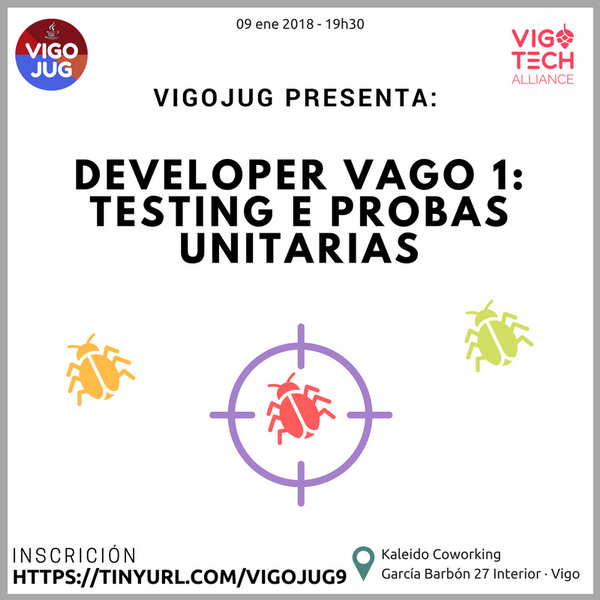 09 ene 2018 - 19h30
VIGO
JUG
VIGO
TECH
ALLIANCE
VIGOJUG PRESENTA:
DEVELOPER VAGO 1:
TESTING E PROBAS
UNITARIAS
INSCRICIÓN
HTTPS://TINYURL.COM/VIGOJUG9
Kaleido Coworking
García Barbón 27 Interior · Vigo